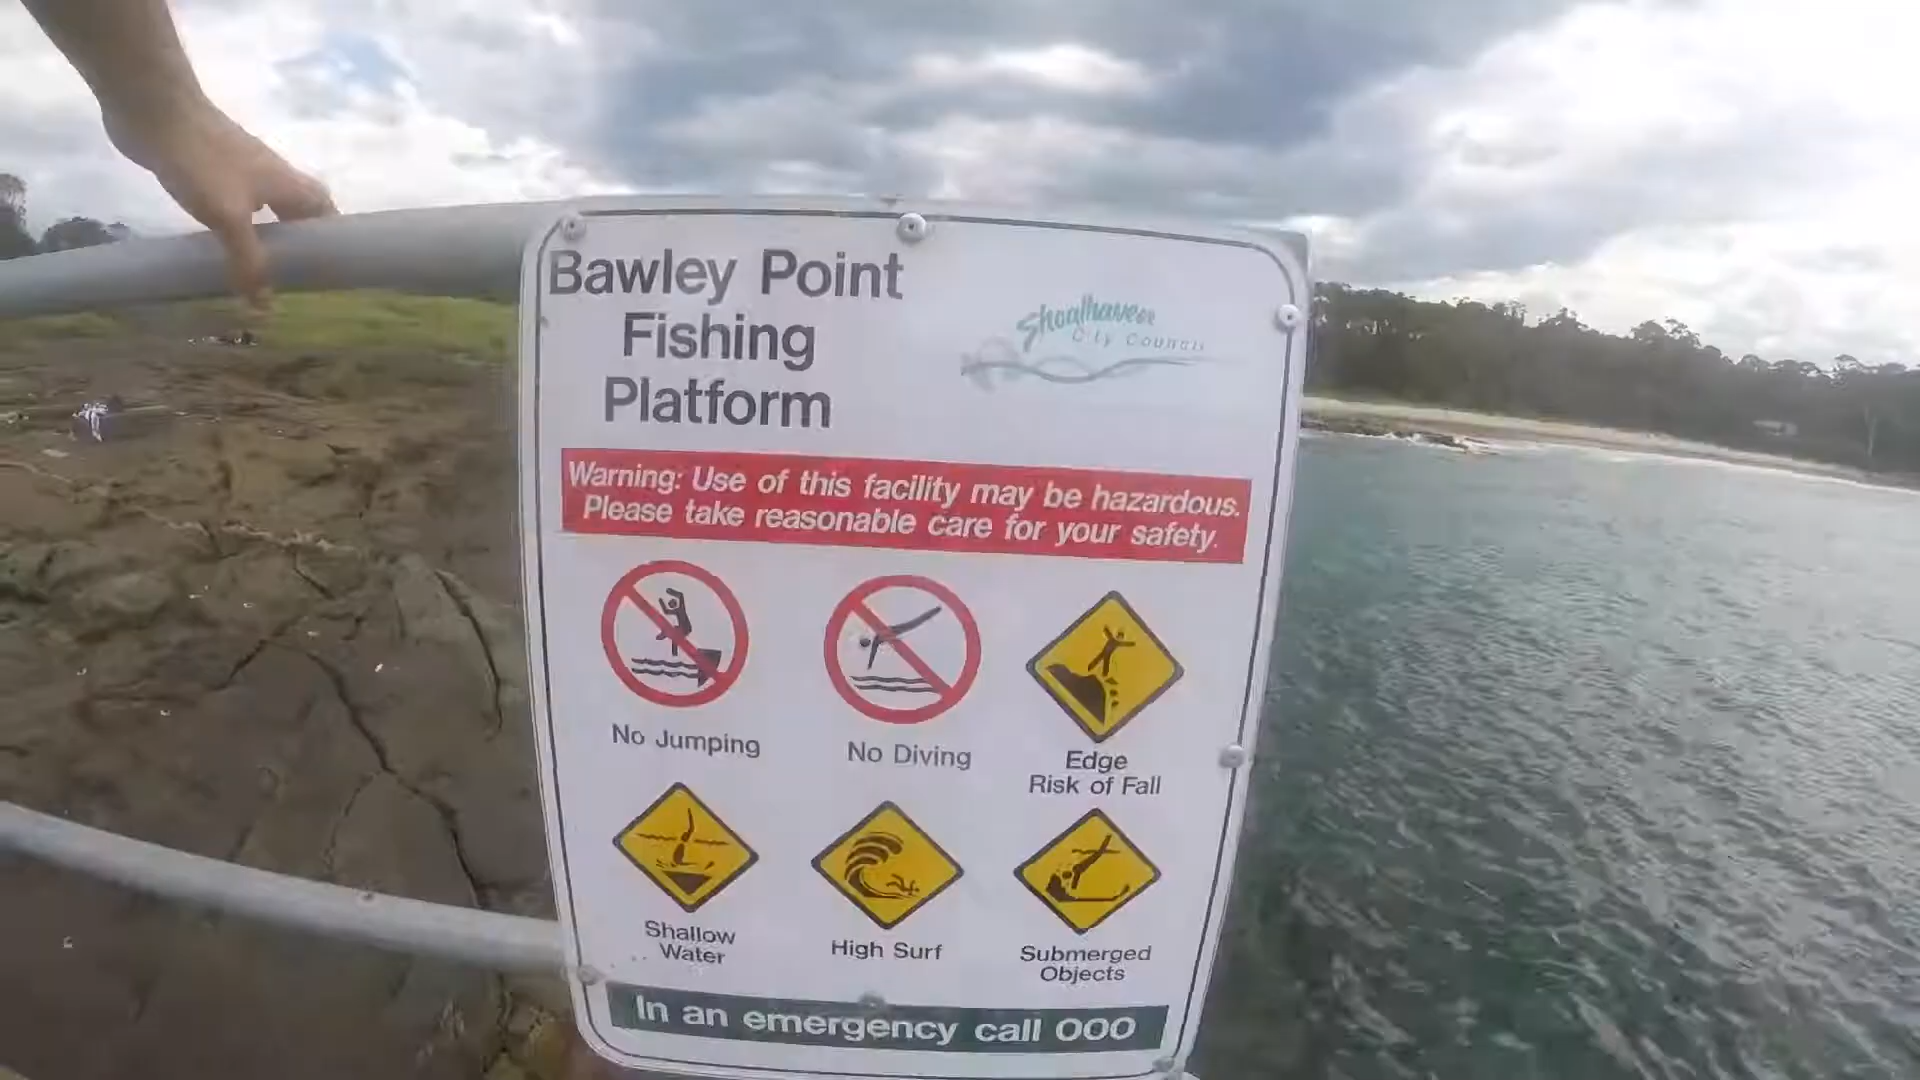 Bawley Point
Fishing
Platform
Shoalhaven
City Council
Warning: Use of this facility may be hazardous.
Please take reasonable care for your safety.
No Jumping
No Diving
Edge
Risk of Fall
Shallow
Water
High Surf
Submerged
Objects
In an emergency call 000